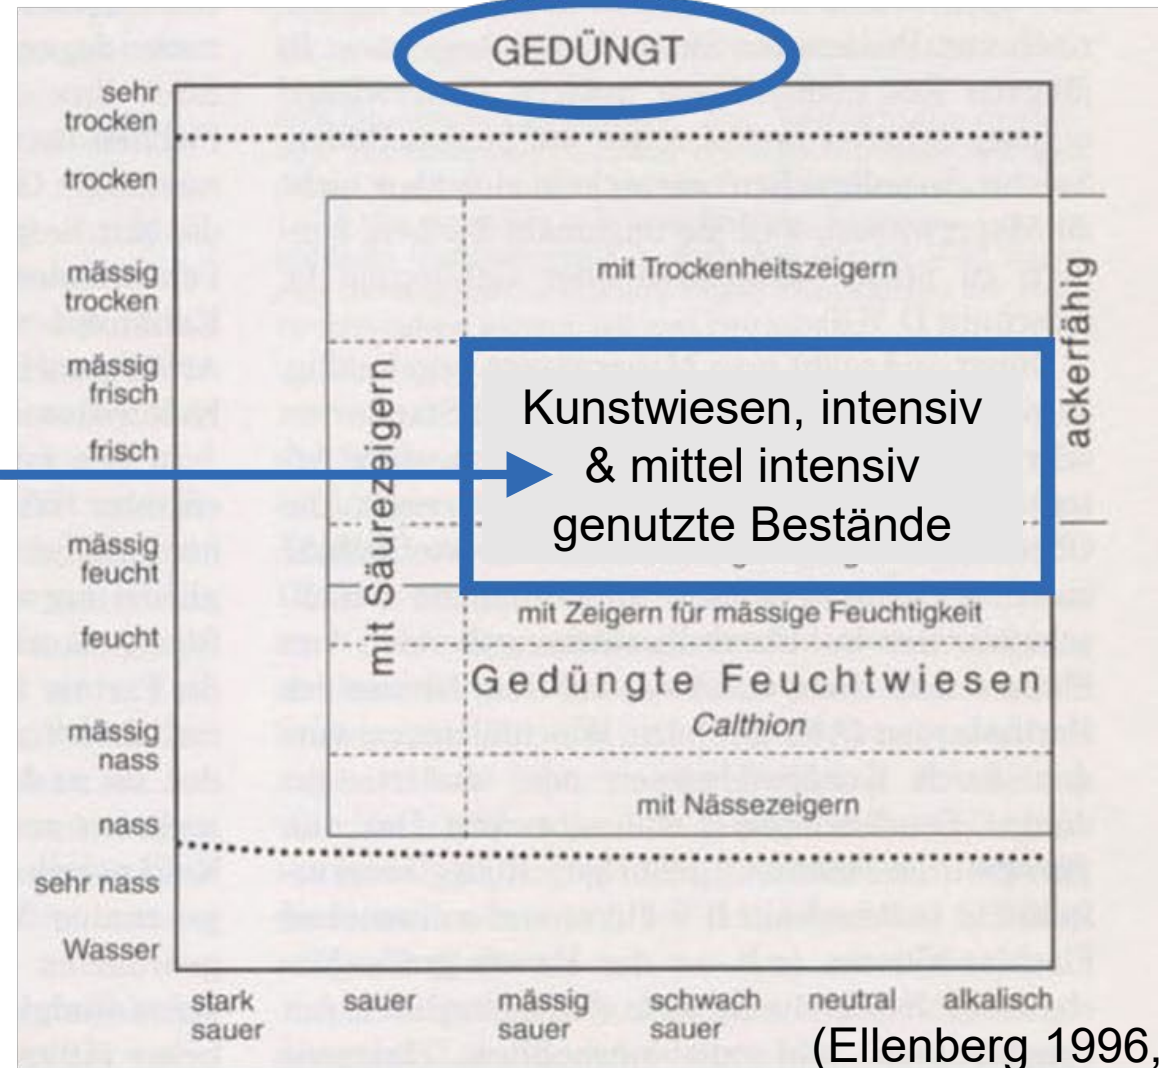 GEDÜNGT
sehr
trocken
trocken
mässig
trocken
mässig
frisch
frisch
mässig
feucht
feucht
mässig
nass
nass
sehr nass
Wasser
mit Säurezeigern
mit Trockenheitszeigern
Kunstwiesen, intensiv
& mittel intensiv
genutzte Bestände
mit Zeigern für mässige Feuchtigkeit
Gedüngte Feuchtwiesen
Calthion
mit Nässezeigern
ackerfähig
stark
sauer
sauer
mässig
sauer
schwach
sauer
neutral
alkalisch
(Ellenberg 1996,